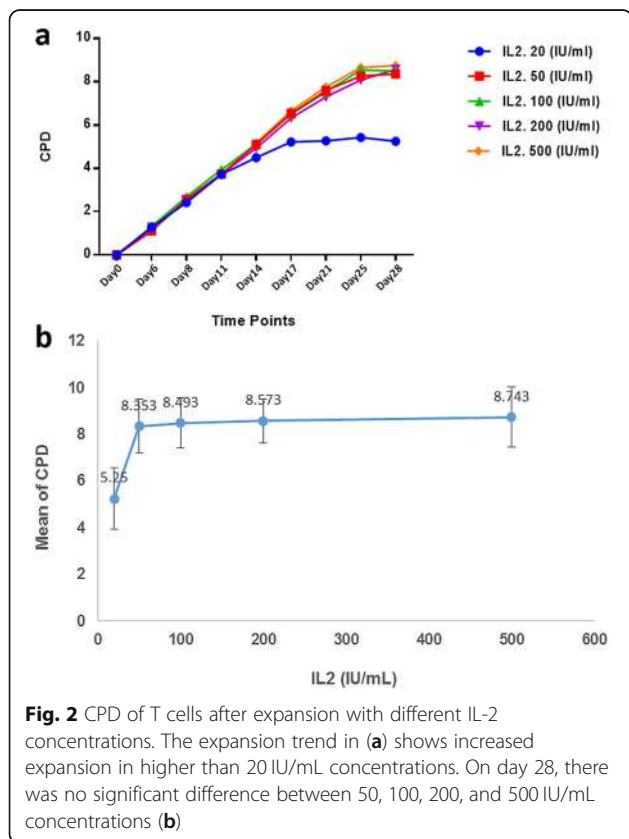 a
10
8
6
4
2
0
CPD
Day0 Day6 Day8 Day11 Day14 Day17 Day21 Day25 Day28
Time Points
IL2. 20 (IU/ml)
IL2. 50 (IU/ml)
IL2. 100 (IU/ml)
IL2. 200 (IU/ml)
IL2. 500 (IU/ml)
b
12
10
8
6
4
2
0
Mean of CPD
5.25
8.353
8.493
8.573
8.743
0 100 200 300 400 500 600
IL2 (IU/mL)
Fig. 2 CPD of T cells after expansion with different IL-2
concentrations. The expansion trend in (a) shows increased
expansion in higher than 20 IU/mL concentrations. On day 28, there
was no significant difference between 50, 100, 200, and 500 IU/mL
concentrations (b)